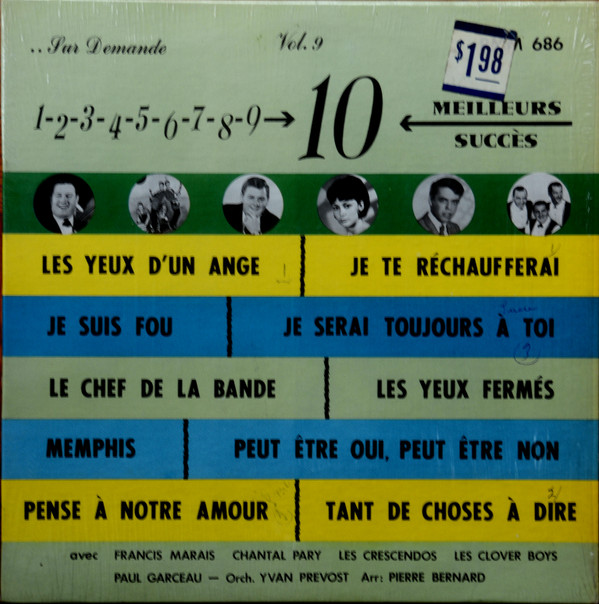 ..Sur Demande Vol. 9 686
$1.98
1-2-3-4-5-6-7-8-9→ 10 ← MEILLEURS
SUCCÈS
LES YEUX D'UN ANGE JE TE RÉCHAUFFERAI
JE SUIS FOU JE SERAI TOUJOURS À TOI
LE CHEF DE LA BANDE LES YEUX FERMÉS
MEMPHIS PEUT ÊTRE OUI, PEUT ÊTRE NON
PENSE À NOTRE AMOUR TANT DE CHOSES À DIRE
avec FRANCIS MARAIS CHANTAL PARY LES CRESCENDOS LES CLOVER BOYS
PAUL GARCEAU — Orch. YVAN PREVOST Arr: PIERRE BERNARD